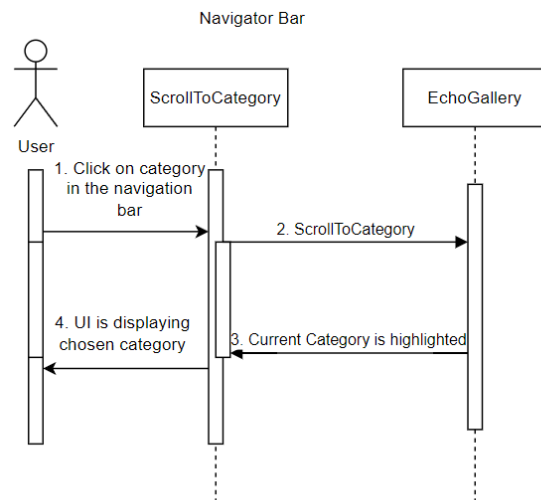 Navigator Bar
ScrollToCategory
EchoGallery
User
1. Click on category
in the navigation
bar
2. ScrollToCategory
3. Current Category is highlighted
4. UI is displaying
chosen category